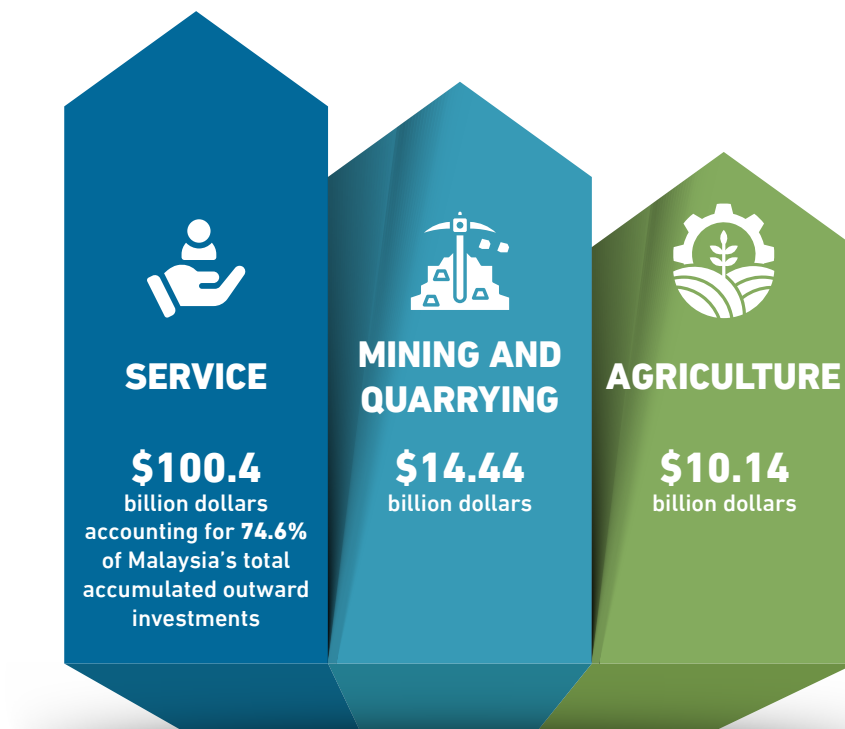 SERVICE
$100.4
billion dollars
accounting for 74.6%
of Malaysia's total
accumulated outward
investments
MINING AND
QUARRYING
$14.44
billion dollars
AGRICULTURE
$10.14
billion dollars